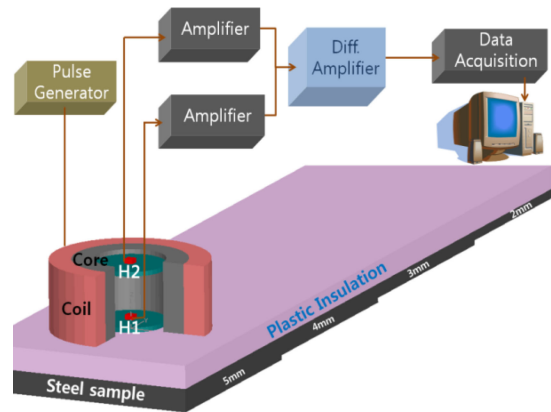 Amplifier
Pulse
Generator
Amplifier
Diff.
Amplifier
Data
Acquisition
Core
H2
Coil
H1
Plastic Insulation
Steel sample
5mm
4mm
3mm
2mm